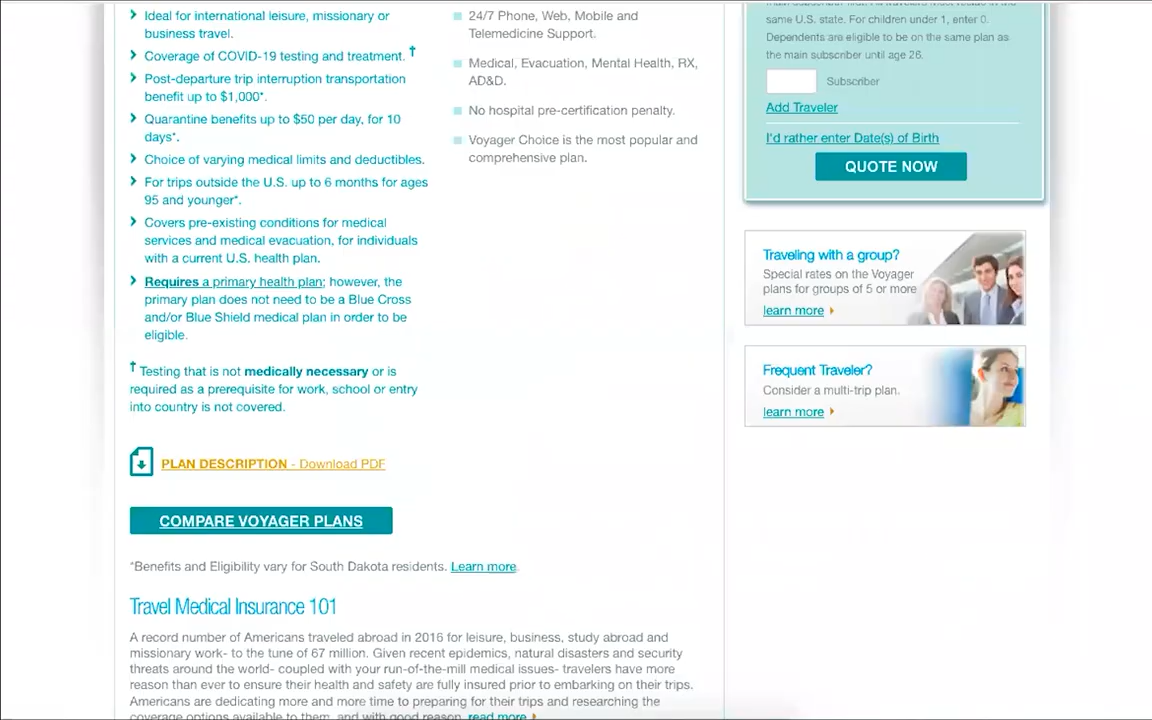 Ideal for international leisure, missionary or
business travel.
Coverage of COVID-19 testing and treatment. †
Post-departure trip interruption transportation
benefit up to $1,000*.
Quarantine benefits up to $50 per day, for 10
days*.
Choice of varying medical limits and deductibles.
For trips outside the U.S. up to 6 months for ages
95 and younger*.
Covers pre-existing conditions for medical
services and medical evacuation, for individuals
with a current U.S. health plan.
Requires a primary health plan; however, the
primary plan does not need to be a Blue Cross
and/or Blue Shield medical plan in order to be
eligible.
† Testing that is not medically necessary or is
required as a prerequisite for work, school or entry
into country is not covered.
24/7 Phone, Web, Mobile and
Telemedicine Support.
Medical, Evacuation, Mental Health, RX,
AD&D.
No hospital pre-certification penalty.
Voyager Choice is the most popular and
comprehensive plan.
PLAN DESCRIPTION - Download PDF
COMPARE VOYAGER PLANS
*Benefits and Eligibility vary for South Dakota residents. Learn more.
Travel Medical Insurance 101
A record number of Americans traveled abroad in 2016 for leisure, business, study abroad and
missionary work- to the tune of 67 million. Given recent epidemics, natural disasters and security
threats around the world- coupled with your run-of-the-mill medical issues- travelers have more
reason than ever to ensure their health and safety are fully insured prior to embarking on their trips.
Americans are dedicating more and more time to preparing for their trips and researching the
coverage options available to them, and with good reason. read more
same U.S. state. For children under 1, enter 0.
Dependents are eligible to be on the same plan as
the main subscriber until age 26.
Subscriber
Add Traveler
I'd rather enter Date(s) of Birth
QUOTE NOW
Traveling with a group?
Special rates on the Voyager
plans for groups of 5 or more
learn more
Frequent Traveler?
Consider a multi-trip plan.
learn more